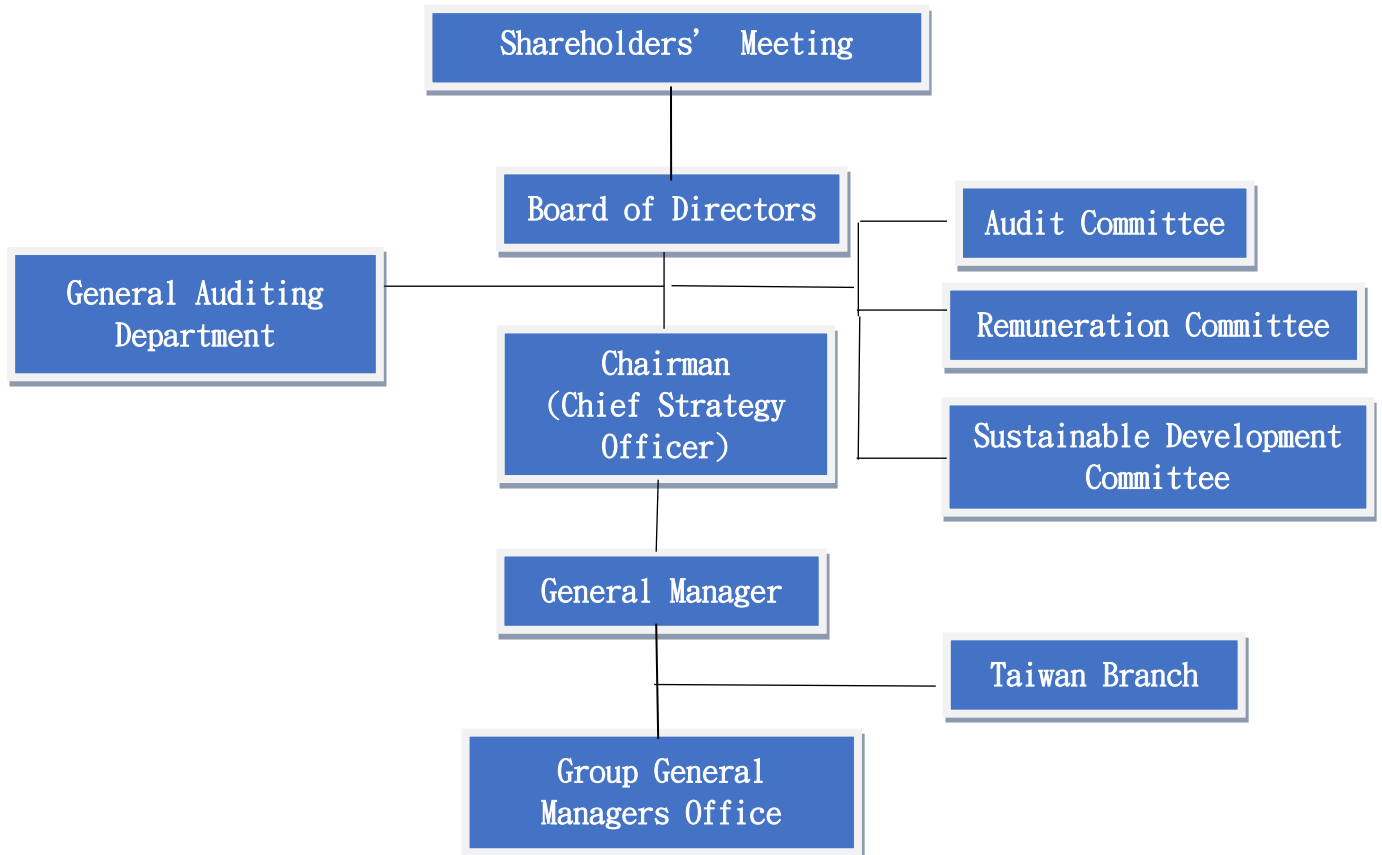 Shareholders’ Meeting
Board of Directors
Audit Committee
General Auditing
Department
Remuneration Committee
Chairman
(Chief Strategy
Officer)
Sustainable Development
Committee
General Manager
Taiwan Branch
Group General
Managers Office